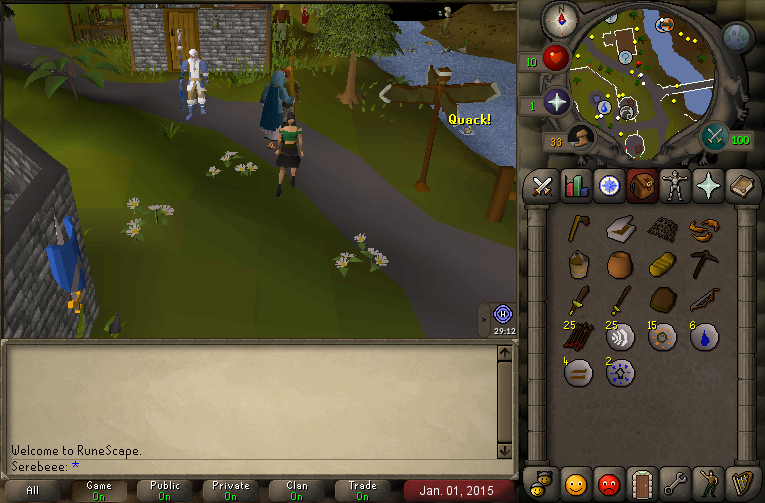 10
1
33
100
Quack!
29:12
25
25
15
6
4
2
Welcome to RuneScape.
Serebeee: *
All
Game
On
Public
On
Private
On
Clan
On
Trade
On
Jan. 01, 2015